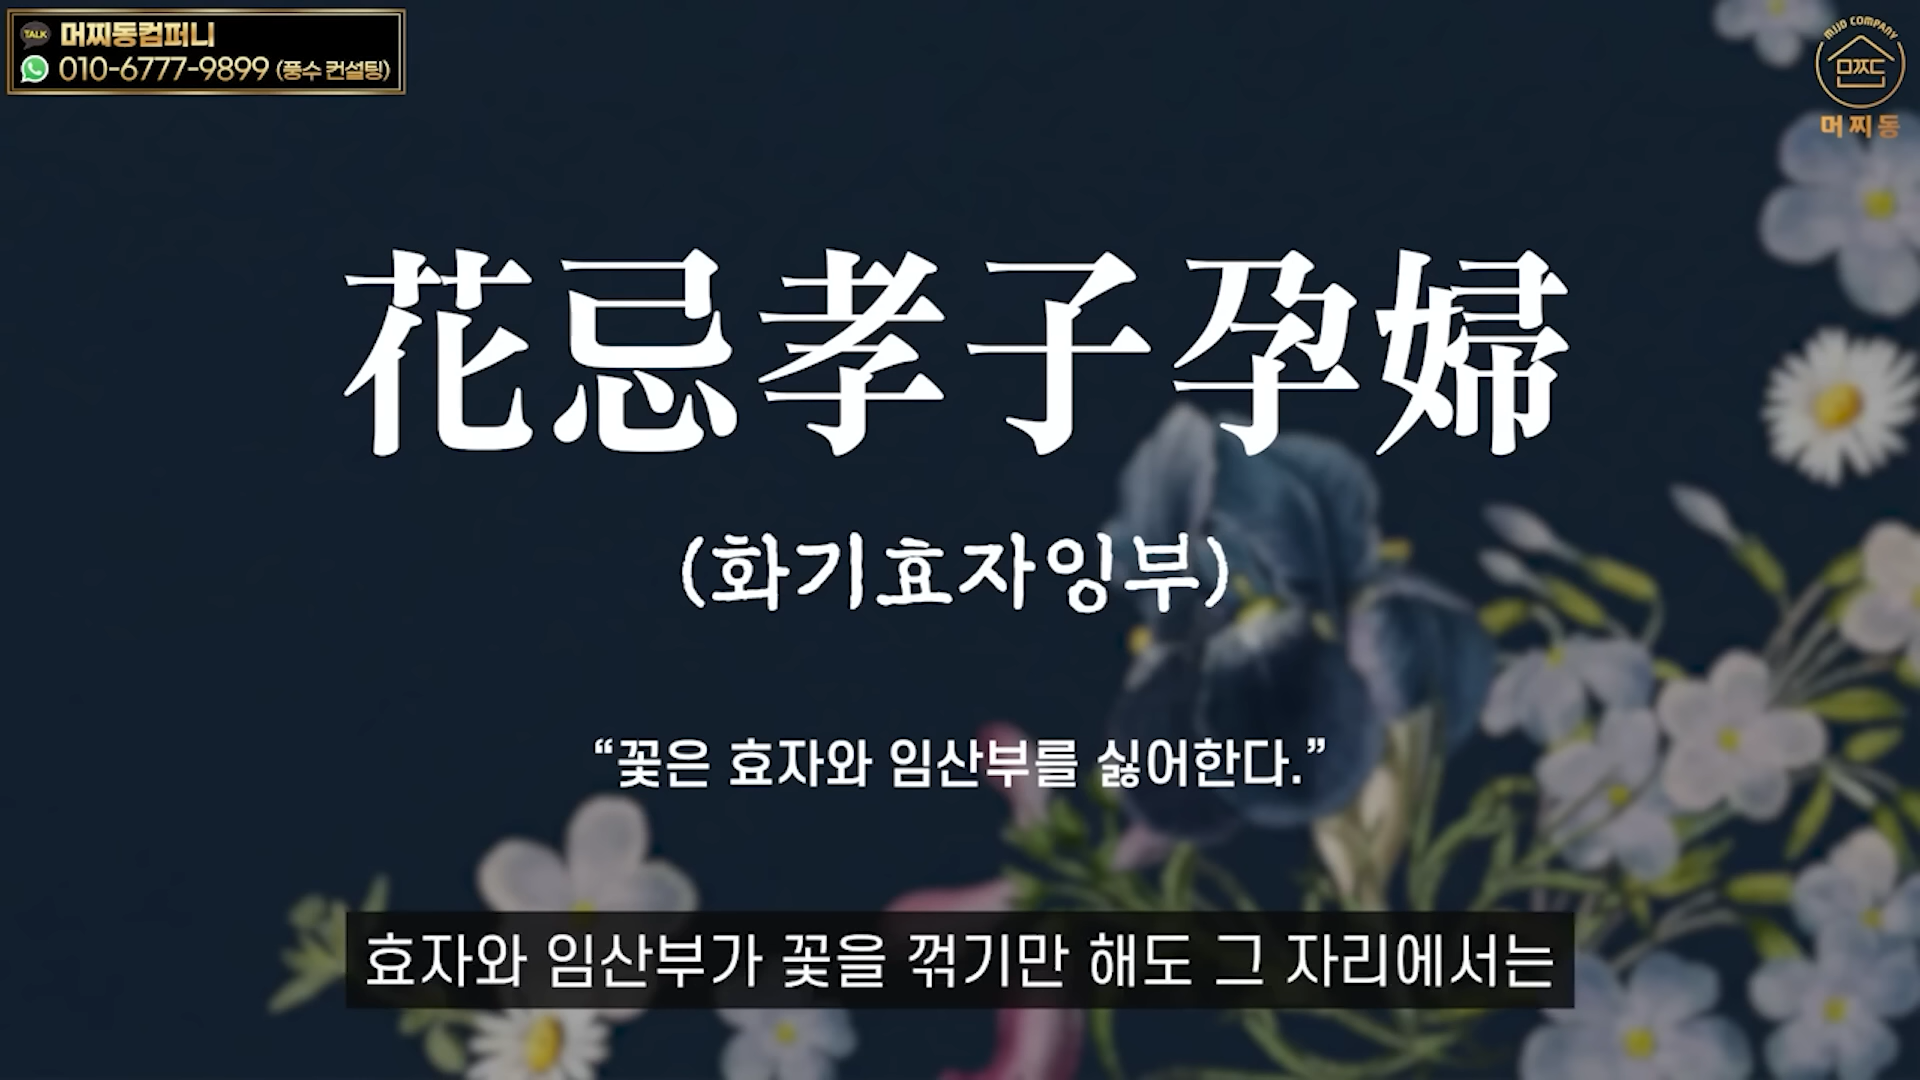 TALK 머찌동컴퍼니
010-6777-9899 (풍수 컨설팅)
MJJD COMPANY
머찌동
花忌孝子孕婦
(화기효자잉부)
“꽃은 효자와 임산부를 싫어한다.”
효자와 임산부가 꽃을 꺾기만 해도 그 자리에서는